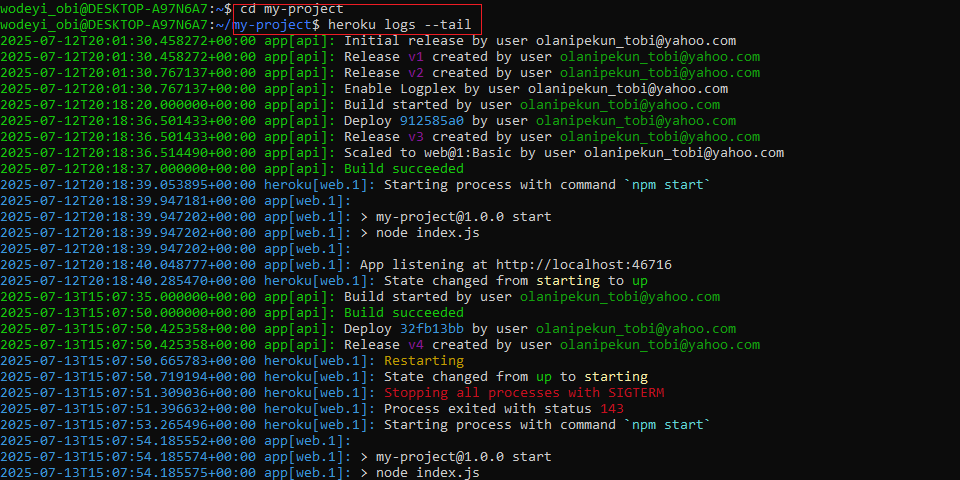 wodeyi_obi@DESKTOP-A97N6A7:~$ cd my-project
wodeyi_obi@DESKTOP-A97N6A7:~/my-project$ heroku logs --tail
2025-07-12T20:01:30.458272+00:00 app[api]: Initial release by user olanipekun_tobi@yahoo.com
2025-07-12T20:01:30.458272+00:00 app[api]: Release v1 created by user olanipekun_tobi@yahoo.com
2025-07-12T20:01:30.767137+00:00 app[api]: Release v2 created by user olanipekun_tobi@yahoo.com
2025-07-12T20:01:30.767137+00:00 app[api]: Enable Logplex by user olanipekun_tobi@yahoo.com
2025-07-12T20:18:20.000000+00:00 app[api]: Build started by user olanipekun_tobi@yahoo.com
2025-07-12T20:18:36.501433+00:00 app[api]: Deploy 912585a0 by user olanipekun_tobi@yahoo.com
2025-07-12T20:18:36.501433+00:00 app[api]: Release v3 created by user olanipekun_tobi@yahoo.com
2025-07-12T20:18:36.514490+00:00 app[api]: Scaled to web@1:Basic by user olanipekun_tobi@yahoo.com
2025-07-12T20:18:37.000000+00:00 app[api]: Build succeeded
2025-07-12T20:18:39.053895+00:00 heroku[web.1]: Starting process with command `npm start`
2025-07-12T20:18:39.947181+00:00 app[web.1]:
2025-07-12T20:18:39.947202+00:00 app[web.1]: > my-project@1.0.0 start
2025-07-12T20:18:39.947202+00:00 app[web.1]: > node index.js
2025-07-12T20:18:39.947202+00:00 app[web.1]:
2025-07-12T20:18:40.048777+00:00 app[web.1]: App listening at http://localhost:46716
2025-07-12T20:18:40.285470+00:00 heroku[web.1]: State changed from starting to up
2025-07-13T15:07:35.000000+00:00 app[api]: Build started by user olanipekun_tobi@yahoo.com
2025-07-13T15:07:50.000000+00:00 app[api]: Build succeeded
2025-07-13T15:07:50.425358+00:00 app[api]: Deploy 32fb13bb by user olanipekun_tobi@yahoo.com
2025-07-13T15:07:50.425358+00:00 app[api]: Release v4 created by user olanipekun_tobi@yahoo.com
2025-07-13T15:07:50.665783+00:00 heroku[web.1]: Restarting
2025-07-13T15:07:50.719194+00:00 heroku[web.1]: State changed from up to starting
2025-07-13T15:07:51.309036+00:00 heroku[web.1]: Stopping all processes with SIGTERM
2025-07-13T15:07:51.396632+00:00 heroku[web.1]: Process exited with status 143
2025-07-13T15:07:53.265496+00:00 heroku[web.1]: Starting process with command `npm start`
2025-07-13T15:07:54.185552+00:00 app[web.1]:
2025-07-13T15:07:54.185574+00:00 app[web.1]: > my-project@1.0.0 start
2025-07-13T15:07:54.185575+00:00 app[web.1]: > node index.js